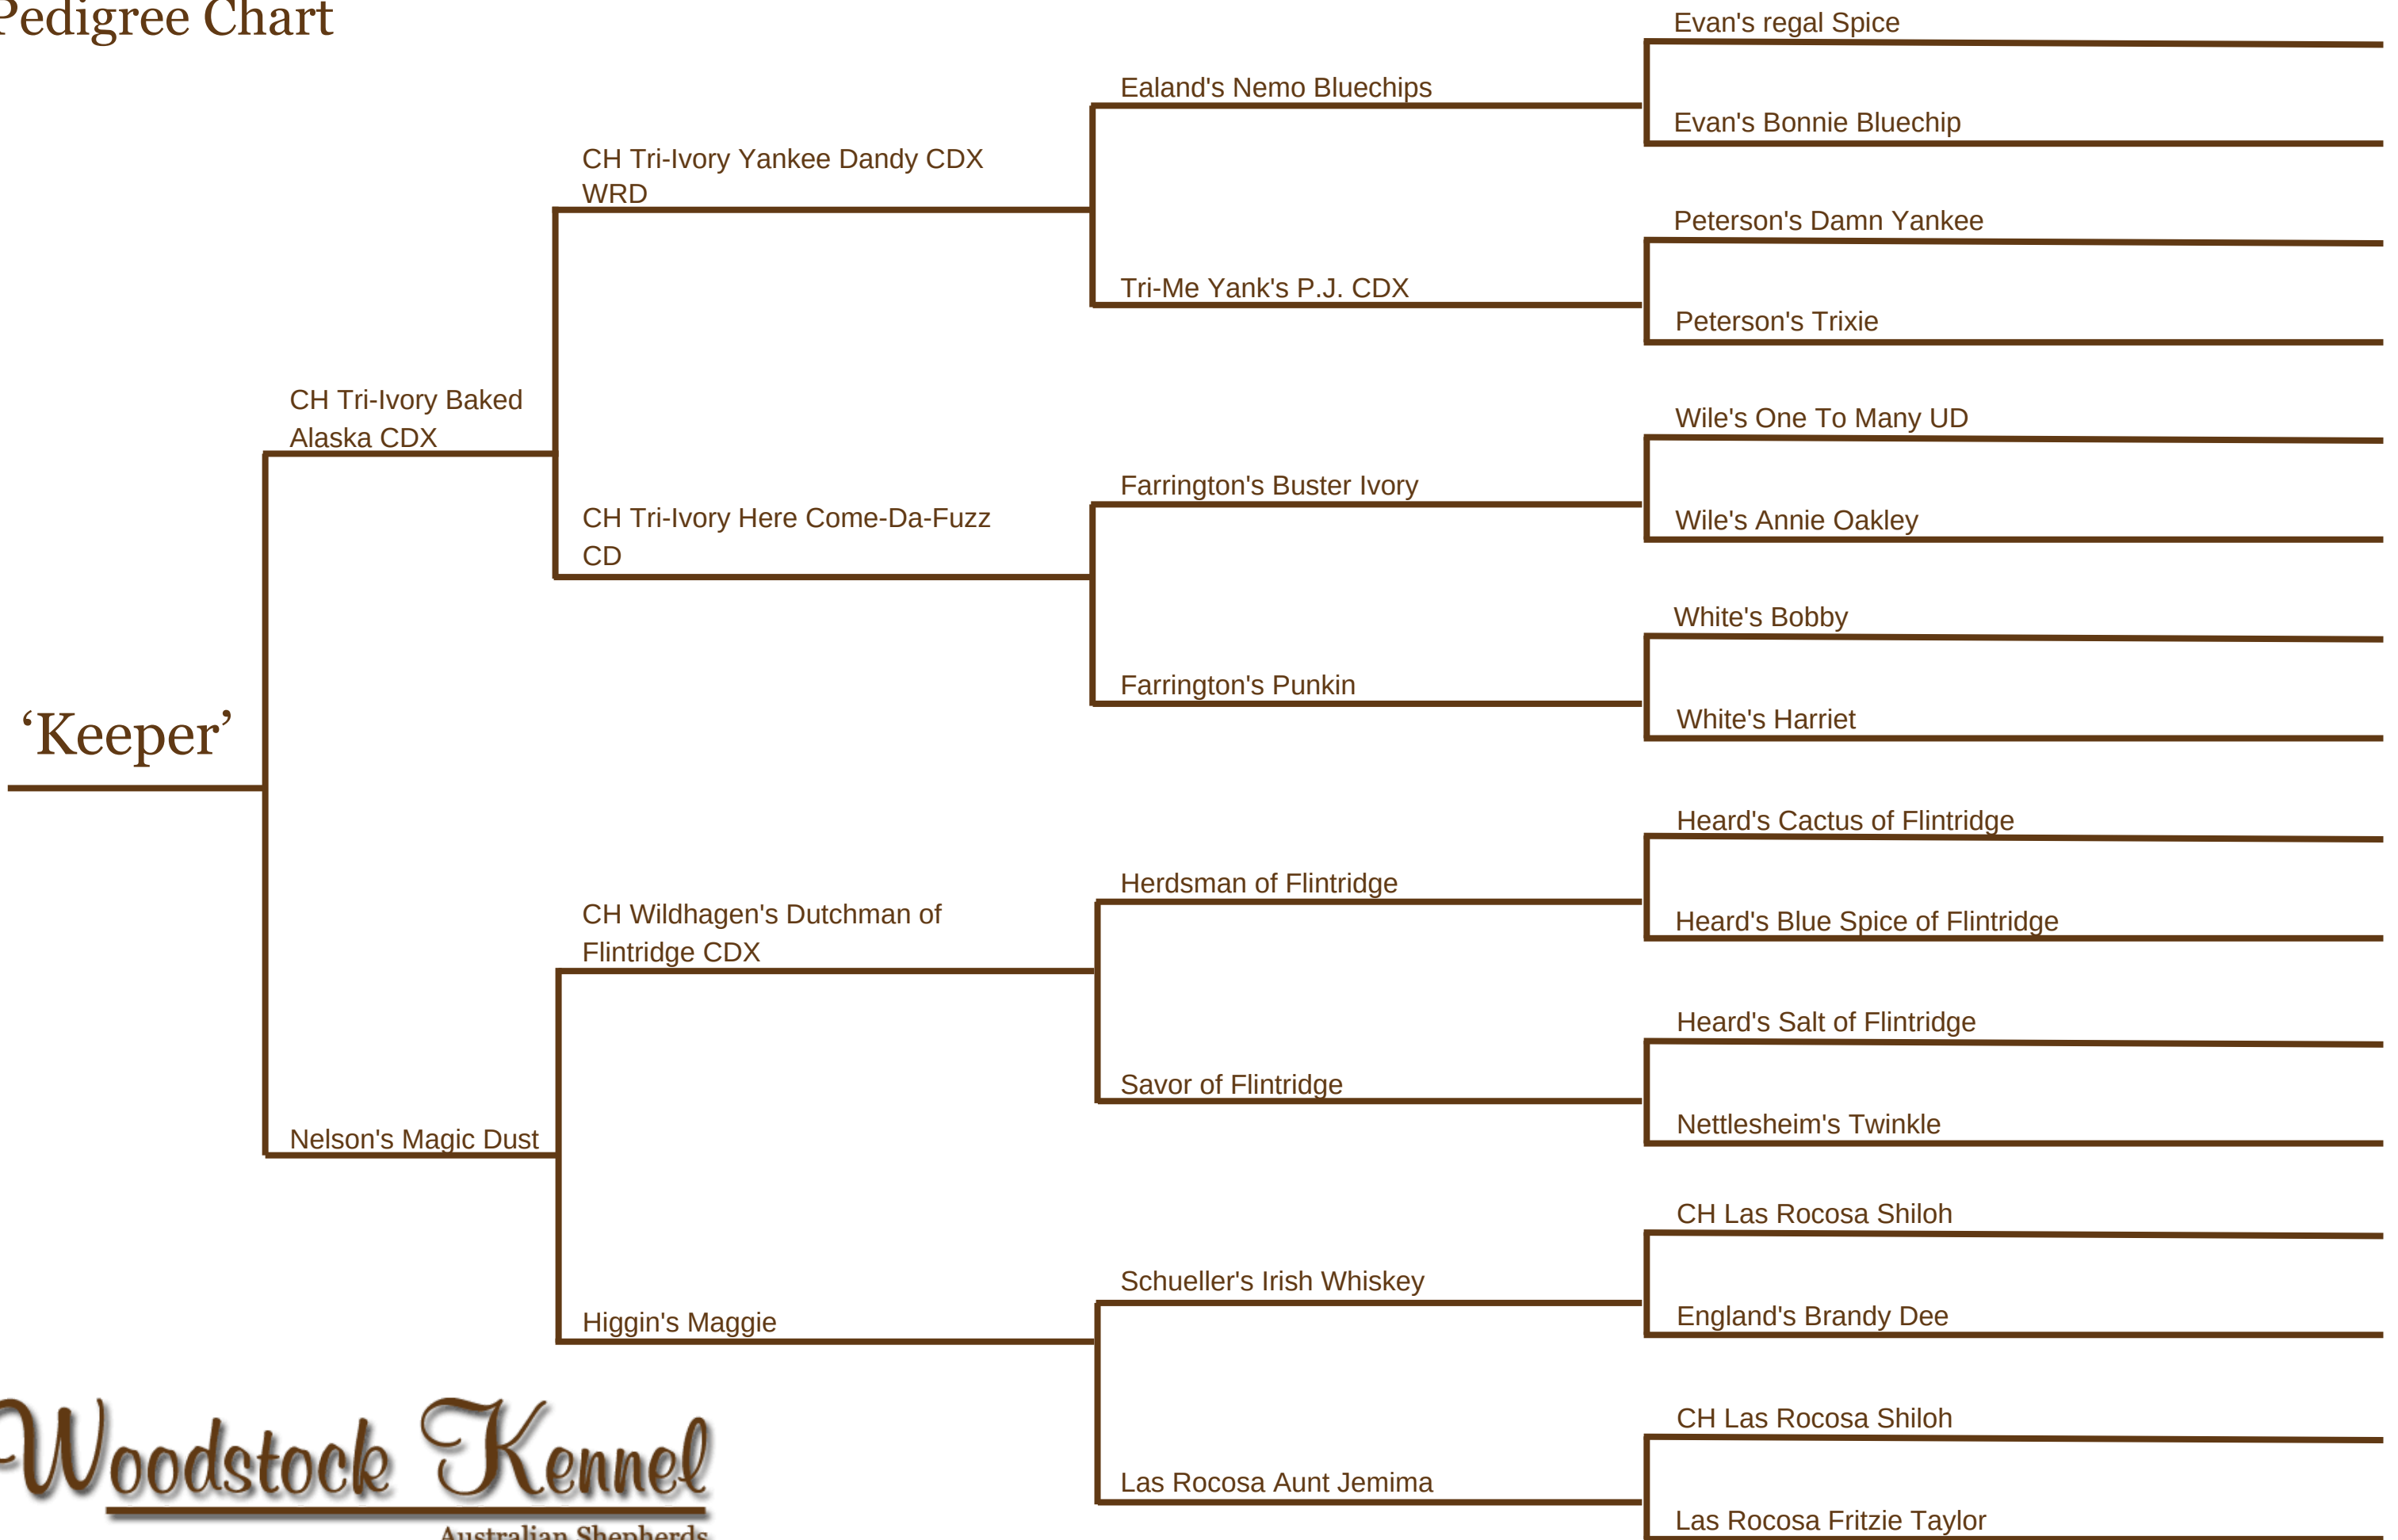 Pedigree Chart
Evan's regal Spice
Ealand's Nemo Bluechips
Evan's Bonnie Bluechip
CH Tri-Ivory Yankee Dandy CDX
WRD
Peterson's Damn Yankee
Tri-Me Yank's P.J. CDX
Peterson's Trixie
CH Tri-Ivory Baked
Alaska CDX
Wile's One To Many UD
Farrington's Buster Ivory
CH Tri-Ivory Here Come-Da-Fuzz
CD
Wile's Annie Oakley
White's Bobby
Farrington's Punkin
White's Harriet
‘Keeper’
Heard's Cactus of Flintridge
Herdsman of Flintridge
CH Wildhagen's Dutchman of
Flintridge CDX
Heard's Blue Spice of Flintridge
Heard's Salt of Flintridge
Savor of Flintridge
Nettlesheim's Twinkle
Nelson's Magic Dust
CH Las Rocosa Shiloh
Schueller's Irish Whiskey
England's Brandy Dee
Higgin's Maggie
CH Las Rocosa Shiloh
Las Rocosa Aunt Jemima
Las Rocosa Fritzie Taylor
Woodstock Kennel
Australian Shepherds